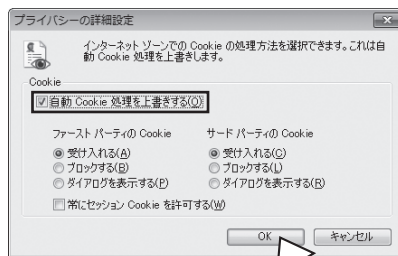 プライバシーの詳細設定
インターネット ゾーンでの Cookie の処理方法を選択できます。これは自
動 Cookie 処理を上書きします。
Cookie
自動 Cookie 処理を上書きする(O)
ファースト パーティの Cookie サード パーティの Cookie
受け入れる(A) 受け入れる(C)
ブロックする(B) ブロックする(L)
ダイアログを表示する(P) ダイアログを表示する(R)
常にセッション Cookie を許可する(W)
OK キャンセル